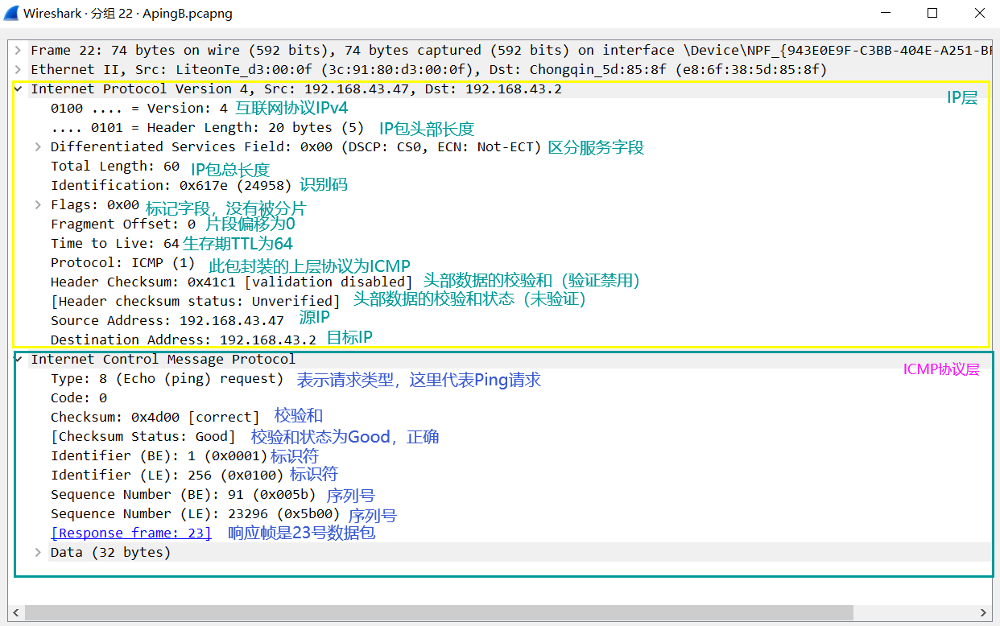 Wireshark · 分组 22 · ApingB.pcapng
Frame 22: 74 bytes on wire (592 bits), 74 bytes captured (592 bits) on interface \Device\NPF_{943E0E9F-C3BB-404E-A251-BF
Ethernet II, Src: LiteonTe_d3:00:0f (3c:91:80:d3:00:0f), Dst: Chongqin_5d:85:8f (e8:6f:38:5d:85:8f)
Internet Protocol Version 4, Src: 192.168.43.47, Dst: 192.168.43.2
IP层
0100 .... = Version: 4 互联网协议IPv4
.... 0101 = Header Length: 20 bytes (5) IP包头部长度
Differentiated Services Field: 0x00 (DSCP: CS0, ECN: Not-ECT) 区分服务字段
Total Length: 60 IP包总长度
Identification: 0x617e (24958) 识别码
Flags: 0x00 标记字段，没有被分片
Fragment Offset: 0 片段偏移为0
Time to Live: 64 生存期TTL为64
Protocol: ICMP (1) 此包封装的上层协议为ICMP
Header Checksum: 0x41c1 [validation disabled] 头部数据的校验和（验证禁用）
[Header checksum status: Unverified] 头部数据的校验和状态（未验证）
Source Address: 192.168.43.47 源IP
Destination Address: 192.168.43.2 目标IP
Internet Control Message Protocol
ICMP协议层
Type: 8 (Echo (ping) request) 表示请求类型，这里代表Ping请求
Code: 0
Checksum: 0x4d00 [correct] 校验和
[Checksum Status: Good] 校验和状态为Good，正确
Identifier (BE): 1 (0x0001) 标识符
Identifier (LE): 256 (0x0100) 标识符
Sequence Number (BE): 91 (0x005b) 序列号
Sequence Number (LE): 23296 (0x5b00) 序列号
[Response frame: 23] 响应帧是23号数据包
Data (32 bytes)